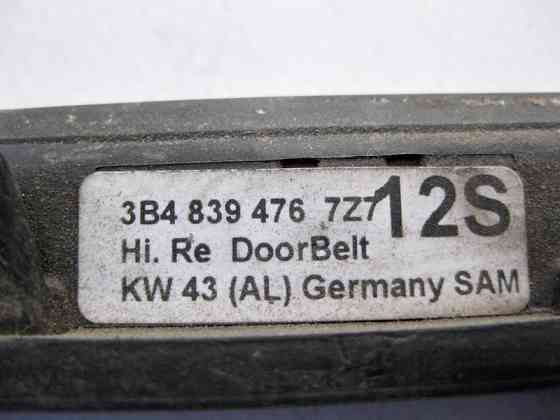 3B4 839 476 7Z7 12S
Hi. Re DoorBelt
KW 43 (AL) Germany SAM